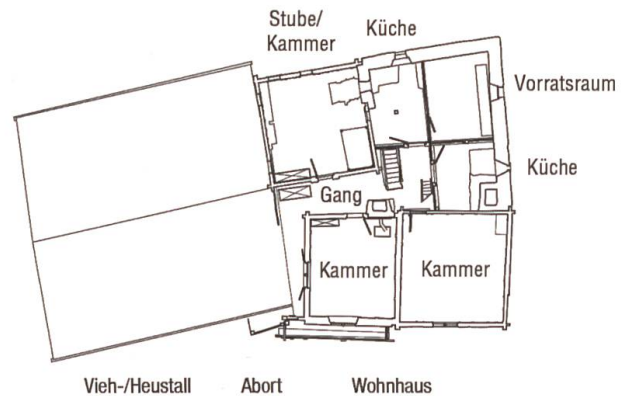 Stube/
Kammer
Küche
Vorratsraum
Küche
Gang
Kammer
Kammer
Vieh-/Heustall Abort Wohnhaus